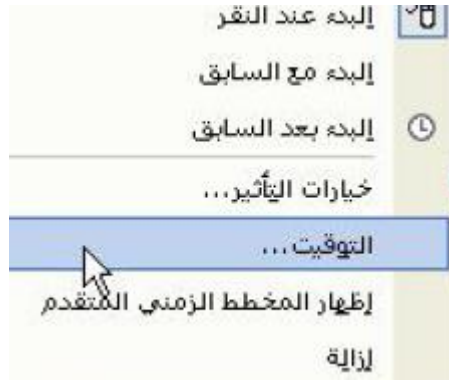 البدء عند النقر
البدء مع السابق
البدء بعد السابق
خيارات التأثير...
التوقيت...
إظهار المخطط الزمني المتقدم
إزالة